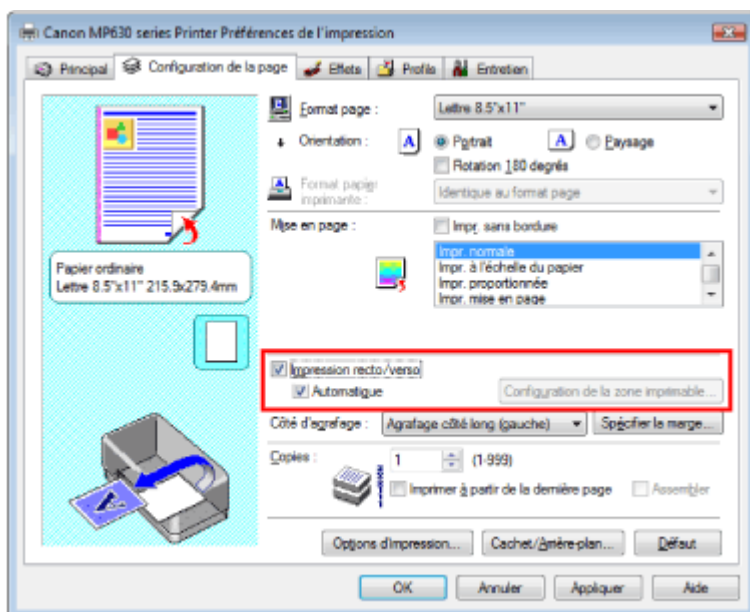 Canon MP630 series Printer Préférences de l'impression
Principal Configuration de la page Effets Profils Entretien
Format page : Lettre 8.5"x11"
Orientation : A Portrait A Paysage
Rotation 180 degrés
Format papier imprimante : Identique au format page
Mise en page : Impr. sans bordure
Impr. normale
Impr. à l'échelle du papier
Impr. proportionnée
Impr. mise en page
Papier ordinaire
Lettre 8.5"x11" 215.9x279.4mm
Impression recto/verso
Automatique Configuration de la zone imprimable...
Côté d'agrafage : Agrafage côté long (gauche) Spécifier la marge...
Copies : 1 (1-999)
Imprimer à partir de la dernière page Assembler
Options d'impression... Cachet/Arrière-plan... Défaut
OK Annuler Appliquer Aide